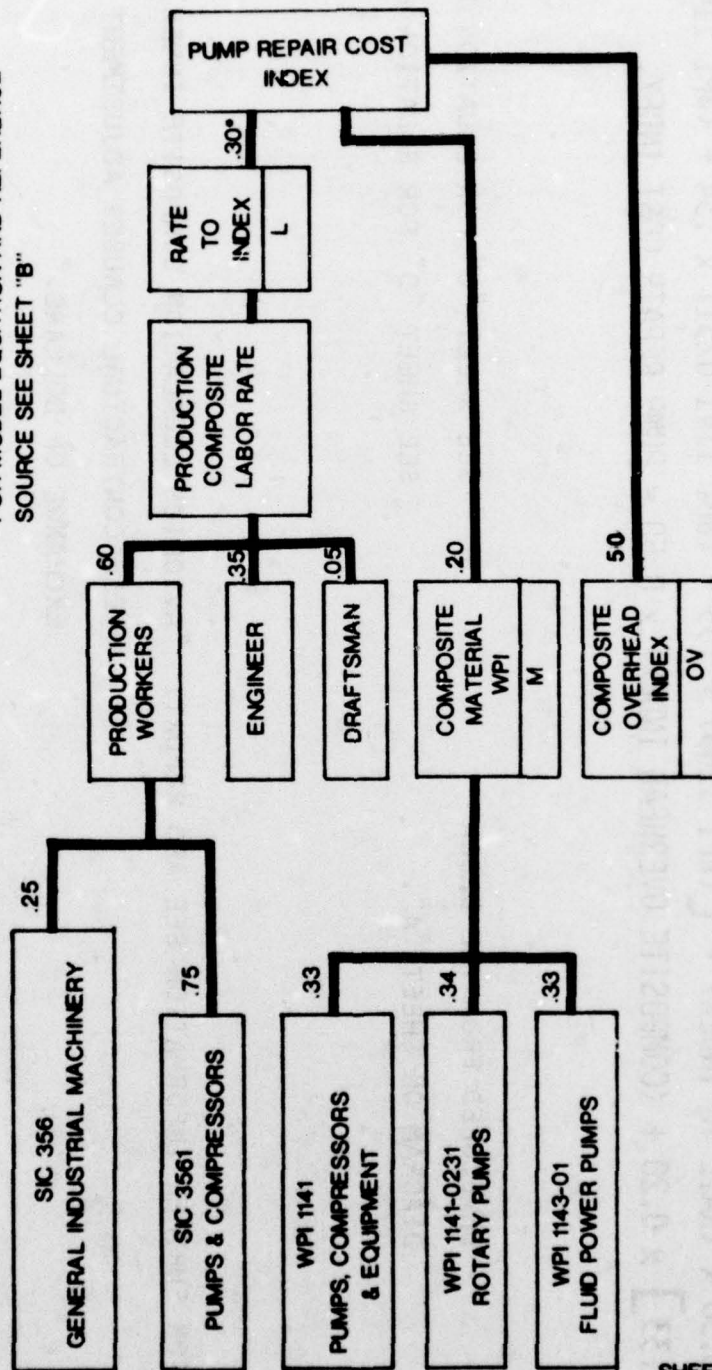 SOURCE SEE SHEET "B"
SIC 356
GENERAL INDUSTRIAL MACHINERY
.25
SIC 3561
PUMPS & COMPRESSORS
.75
WPI 1141
PUMPS, COMPRESSORS
& EQUIPMENT
.33
WPI 1141-0231
ROTARY PUMPS
.34
WPI 1143-01
FLUID POWER PUMPS
.33
PRODUCTION
WORKERS
.60
ENGINEER
.35
DRAFTSMAN
.05
COMPOSITE
MATERIAL
WPI
M
.20
COMPOSITE
OVERHEAD
INDEX
OV
.50
PRODUCTION
COMPOSITE
LABOR RATE
RATE
TO
INDEX
L
.30*
PUMP REPAIR COST
INDEX